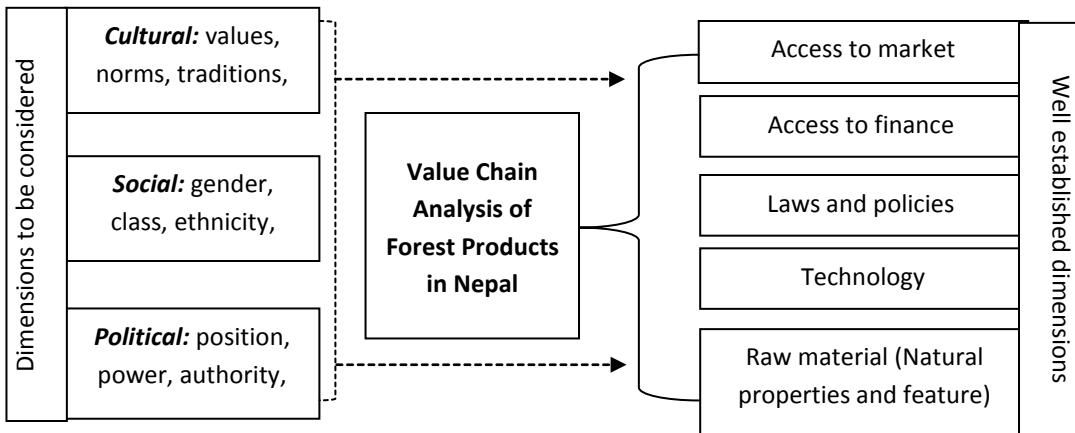 Dimensions to be considered
Cultural: values,
norms, traditions,
Social: gender,
class, ethnicity,
Political: position,
power, authority,
Value Chain
Analysis of
Forest Products
in Nepal
Access to market
Access to finance
Laws and policies
Technology
Raw material (Natural
properties and feature)
Well established dimensions